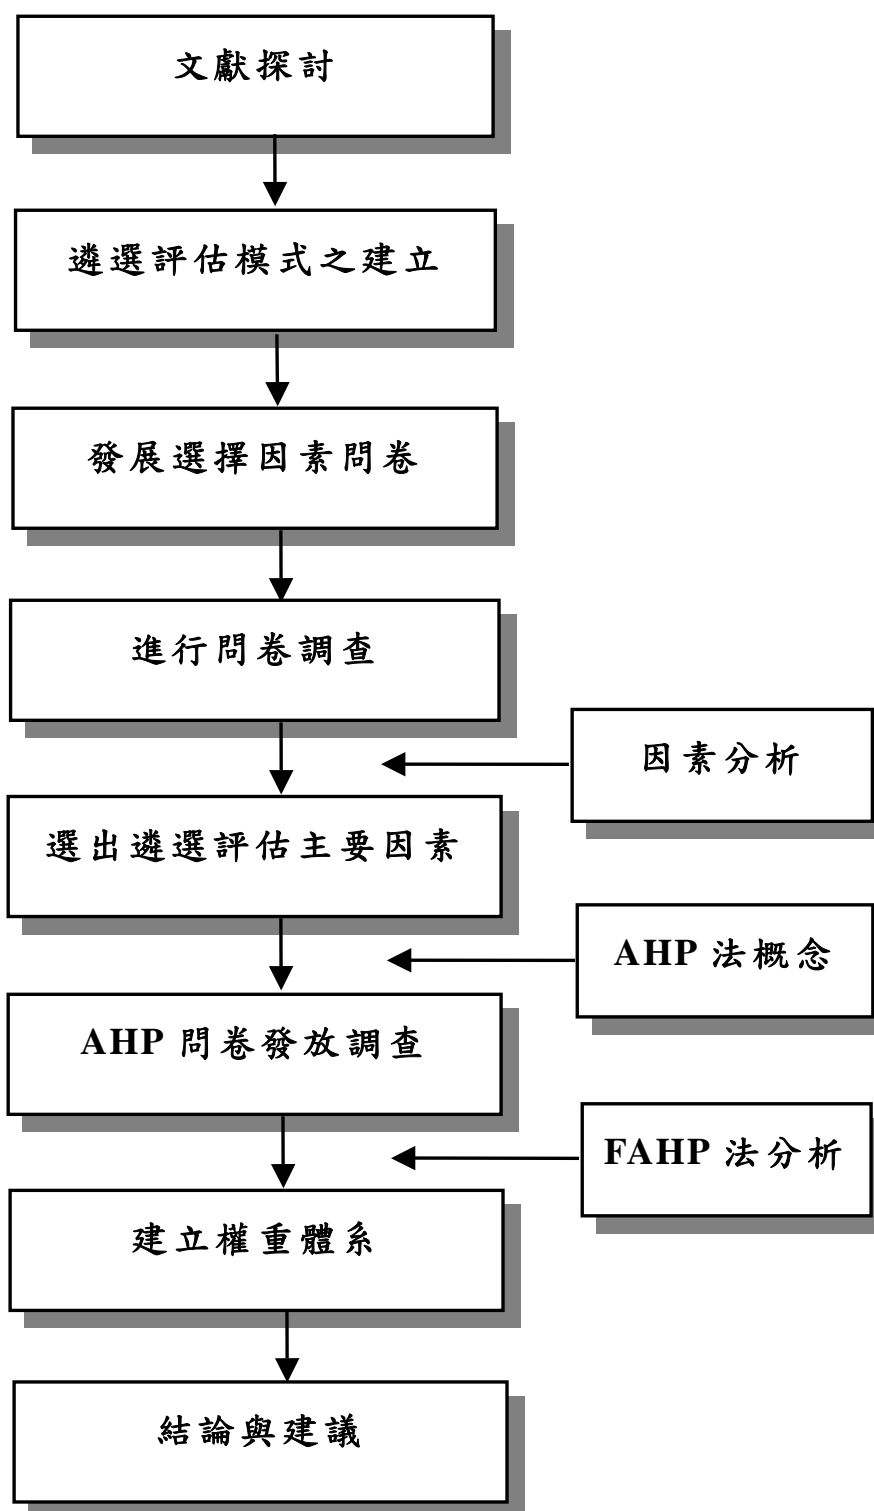 文獻探討
遴選評估模式之建立
發展選擇因素問卷
進行問卷調查
因素分析
選出遴選評估主要因素
AHP 法概念
AHP 問卷發放調查
FAHP 法分析
建立權重體系
結論與建議